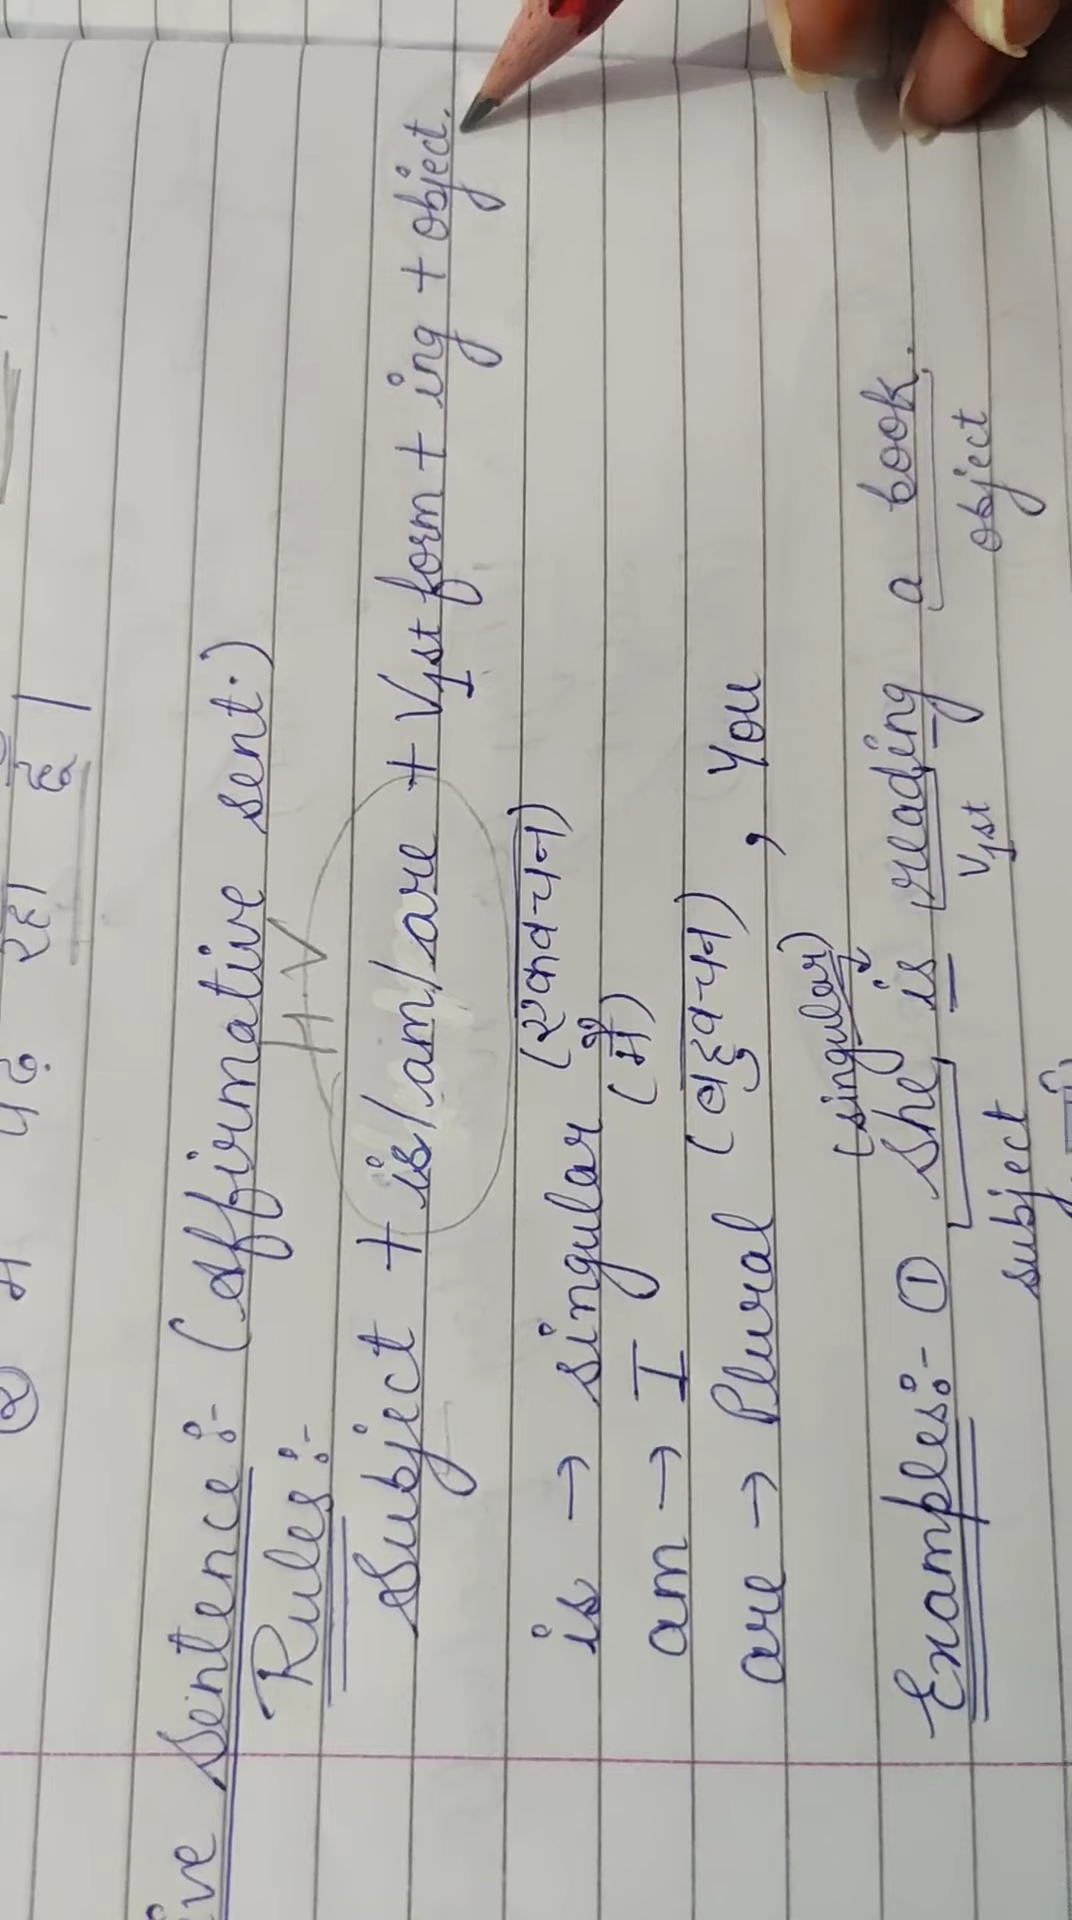 ② मैं पढ़ रहा हूँ ।
ive Sentence :- (Affirmative sent.)
Rules :-
H-V
Subject + is/am/are + V1st form + ing + object.
is → singular (एकवचन)
am → I (मैं)
are → Plural (बहुवचन) , You
(singular)
Examples:- ① She is reading a book.
subject V1st object